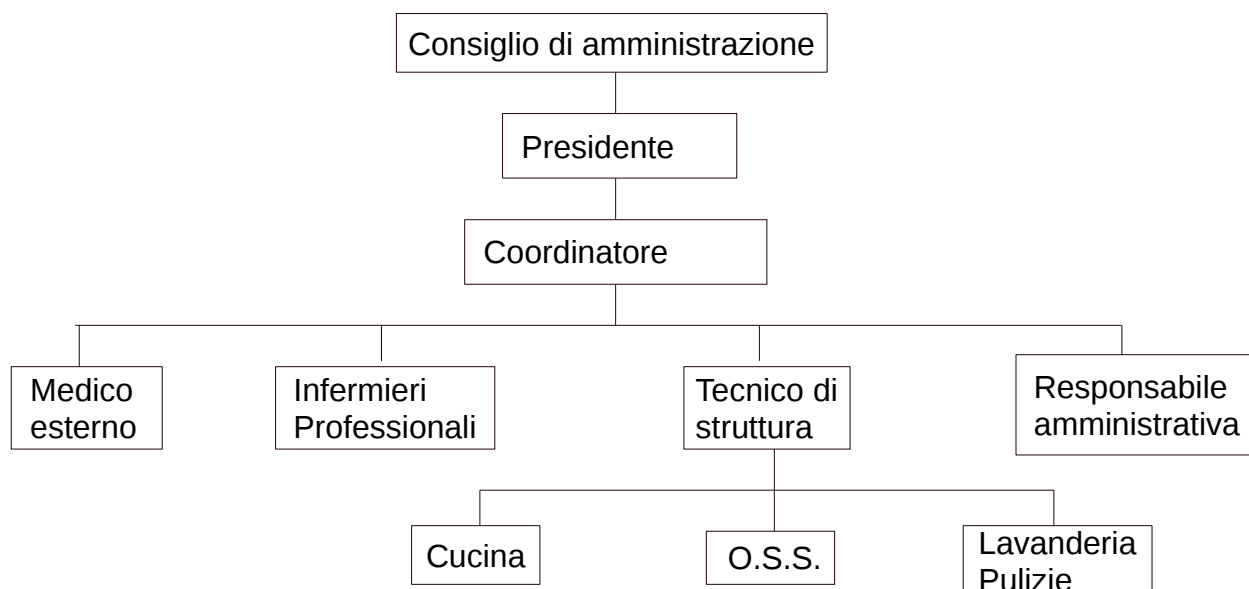 Consiglio di amministrazione
Presidente
Coordinatore
Medico
esterno
Infermieri
Professionali
Tecnico di
struttura
Responsabile
amministrativa
Cucina
O.S.S.
Lavanderia
Pulizie